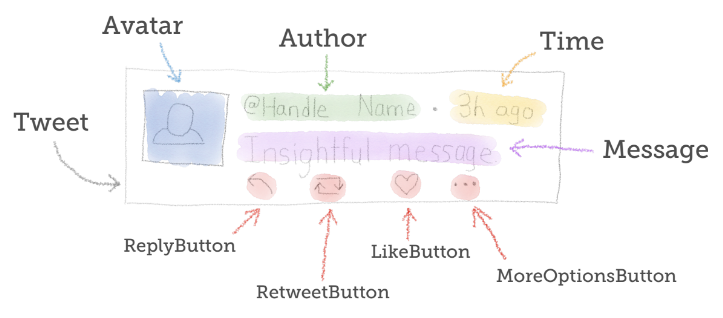 Avatar
Author
Time
Tweet
@Handle Name · 3h ago
Insightful message
Message
ReplyButton
LikeButton
MoreOptionsButton
RetweetButton